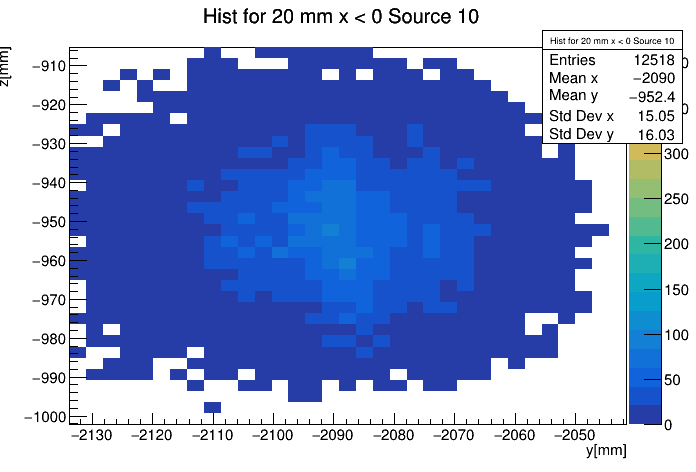 Hist for 20 mm x < 0 Source 10
Hist for 20 mm x < 0 Source 10
Entries 12518
Mean x −2090
Mean y −952.4
Std Dev x 15.05
Std Dev y 16.03
z[mm]
−910
−920
−930
−940
−950
−960
−970
−980
−990
−1000
−2130 −2120 −2110 −2100 −2090 −2080 −2070 −2060 −2050
y[mm]
300
250
200
150
100
50
0